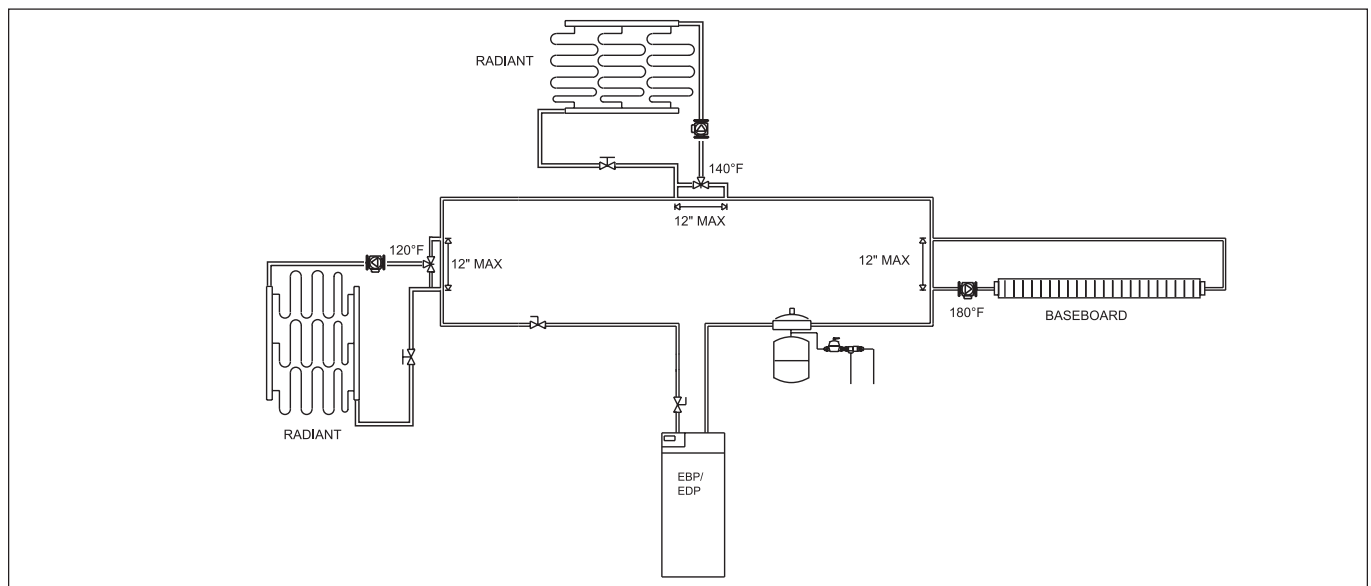 RADIANT
140°F
12" MAX
120°F
12" MAX
12" MAX
180°F
BASEBOARD
RADIANT
EBP/
EDP